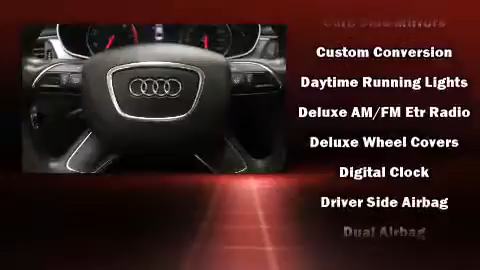 Custom Conversion
Daytime Running Lights
Deluxe AM/FM Etr Radio
Deluxe Wheel Covers
Digital Clock
Driver Side Airbag
Dual Airbag